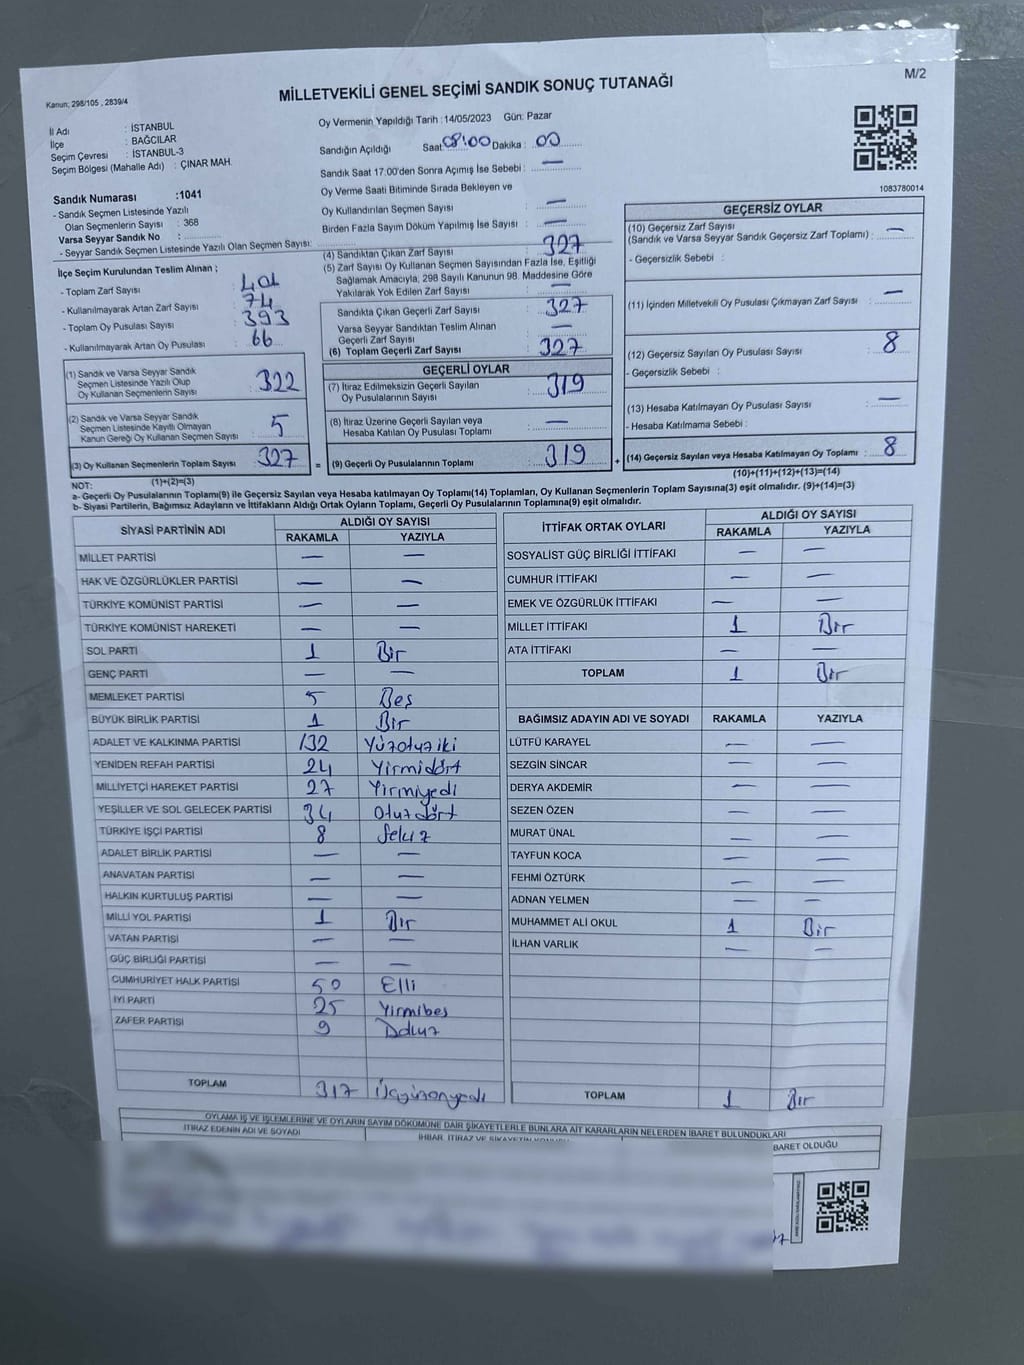 M/2
Kanun; 298/105 , 2839/4
MİLLETVEKİLİ GENEL SEÇİMİ SANDIK SONUÇ TUTANAĞI
İl Adı : İSTANBUL
İlçe : BAĞCILAR
Seçim Çevresi : İSTANBUL-3
Seçim Bölgesi (Mahalle Adı) : ÇINAR MAH.
Oy Vermenin Yapıldığı Tarih : 14/05/2023 Gün: Pazar
Sandığın Açıldığı Saat: 08:00 Dakika : 00
Sandık Saat 17.00'den Sonra Açımış İse Sebebi : —
Oy Verme Saati Bitiminde Sırada Bekleyen ve
Oy Kullandırılan Seçmen Sayısı —
Birden Fazla Sayım Döküm Yapılmış İse Sayısı : —
1083780014
Sandık Numarası :1041
- Sandık Seçmen Listesinde Yazılı
Olan Seçmenlerin Sayısı : 368
Varsa Seyyar Sandık No :
- Seyyar Sandık Seçmen Listesinde Yazılı Olan Seçmen Sayısı:
İlçe Seçim Kurulundan Teslim Alınan ;
- Toplam Zarf Sayısı : 401
- Kullanılmayarak Artan Zarf Sayısı : 74
- Toplam Oy Pusulası Sayısı : 393
- Kullanılmayarak Artan Oy Pusulası : 66
(1) Sandık ve Varsa Seyyar Sandık
Seçmen Listesinde Yazılı Olup
Oy Kullanan Seçmenlerin Sayısı : 322
(2) Sandık ve Varsa Seyyar Sandık
Seçmen Listesinde Kayıtlı Olmayan
Kanun Gereği Oy Kullanan Seçmen Sayısı : 5
(3) Oy Kullanan Seçmenlerin Toplam Sayısı : 327
(1)+(2)=(3)
(4) Sandıktan Çıkan Zarf Sayısı : 327
(5) Zarf Sayısı Oy Kullanan Seçmen Sayısından Fazla İse, Eşitliği
Sağlamak Amacıyla, 298 Sayılı Kanunun 98. Maddesine Göre
Yakılarak Yok Edilen Zarf Sayısı : —
Sandıkta Çıkan Geçerli Zarf Sayısı : 327
Varsa Seyyar Sandıktan Teslim Alınan
Geçerli Zarf Sayısı : —
(6) Toplam Geçerli Zarf Sayısı : 327
GEÇERLİ OYLAR
(7) İtiraz Edilmeksizin Geçerli Sayılan
Oy Pusulalarının Sayısı : 319
(8) İtiraz Üzerine Geçerli Sayılan veya
Hesaba Katılan Oy Pusulası Toplamı : —
= (9) Geçerli Oy Pusulalarının Toplamı : 319 +
GEÇERSİZ OYLAR
(10) Geçersiz Zarf Sayısı
(Sandık ve Varsa Seyyar Sandık Geçersiz Zarf Toplamı) : —
- Geçersizlik Sebebi :
(11) İçinden Milletvekili Oy Pusulası Çıkmayan Zarf Sayısı : —
(12) Geçersiz Sayılan Oy Pusulası Sayısı : 8
- Geçersizlik Sebebi :
(13) Hesaba Katılmayan Oy Pusulası Sayısı : —
- Hesaba Katılmama Sebebi :
(14) Geçersiz Sayılan veya Hesaba Katılmayan Oy Toplamı : 8
(10)+(11)+(12)+(13)=(14)
NOT:
a- Geçerli Oy Pusulalarının Toplamı(9) ile Geçersiz Sayılan veya Hesaba katılmayan Oy Toplamı(14) Toplamları, Oy Kullanan Seçmenlerin Toplam Sayısına(3) eşit olmalıdır. (9)+(14)=(3)
b- Siyasi Partilerin, Bağımsız Adayların ve İttifakların Aldığı Ortak Oyların Toplamı, Geçerli Oy Pusulalarının Toplamına(9) eşit olmalıdır.
SİYASİ PARTİNİN ADI ALDIĞI OY SAYISI
RAKAMLA YAZIYLA
MİLLET PARTİSİ — —
HAK VE ÖZGÜRLÜKLER PARTİSİ — —
TÜRKİYE KOMÜNİST PARTİSİ — —
TÜRKİYE KOMÜNİST HAREKETİ — —
SOL PARTİ 1 Bir
GENÇ PARTİ — —
MEMLEKET PARTİSİ 5 Beş
BÜYÜK BİRLİK PARTİSİ 1 Bir
ADALET VE KALKINMA PARTİSİ 132 Yüzotuziki
YENİDEN REFAH PARTİSİ 24 Yirmidört
MİLLİYETÇİ HAREKET PARTİSİ 27 Yirmiyedi
YEŞİLLER VE SOL GELECEK PARTİSİ 34 Otuzdört
TÜRKİYE İŞÇİ PARTİSİ 8 Sekiz
ADALET BİRLİK PARTİSİ — —
ANAVATAN PARTİSİ — —
HALKIN KURTULUŞ PARTİSİ — —
MİLLİ YOL PARTİSİ 1 Bir
VATAN PARTİSİ — —
GÜÇ BİRLİĞİ PARTİSİ — —
CUMHURİYET HALK PARTİSİ 50 Elli
İYİ PARTİ 25 Yirmibeş
ZAFER PARTİSİ 9 Dokuz
TOPLAM 317 Üçyüzonyedi
İTTİFAK ORTAK OYLARI ALDIĞI OY SAYISI
RAKAMLA YAZIYLA
SOSYALİST GÜÇ BİRLİĞİ İTTİFAKI — —
CUMHUR İTTİFAKI — —
EMEK VE ÖZGÜRLÜK İTTİFAKI — —
MİLLET İTTİFAKI 1 Bir
ATA İTTİFAKI — —
TOPLAM 1 Bir
BAĞIMSIZ ADAYIN ADI VE SOYADI RAKAMLA YAZIYLA
LÜTFÜ KARAYEL — —
SEZGİN SİNCAR — —
DERYA AKDEMİR — —
SEZEN ÖZEN — —
MURAT ÜNAL — —
TAYFUN KOCA — —
FEHMİ ÖZTÜRK — —
ADNAN YELMEN — —
MUHAMMET ALİ OKUL 1 Bir
İLHAN VARLIK — —
TOPLAM 1 Bir
OYLAMA İŞ VE İŞLEMLERİNE VE OYLARIN SAYIM DÖKÜMÜNE DAİR ŞİKAYETLERLE BUNLARA AİT KARARLARIN NELERDEN İBARET BULUNDUKLARI
İTİRAZ EDENİN ADI VE SOYADI
İHBAR, İTİRAZ VE ŞİKAYETİN KONUSU
BARET OLDUĞU